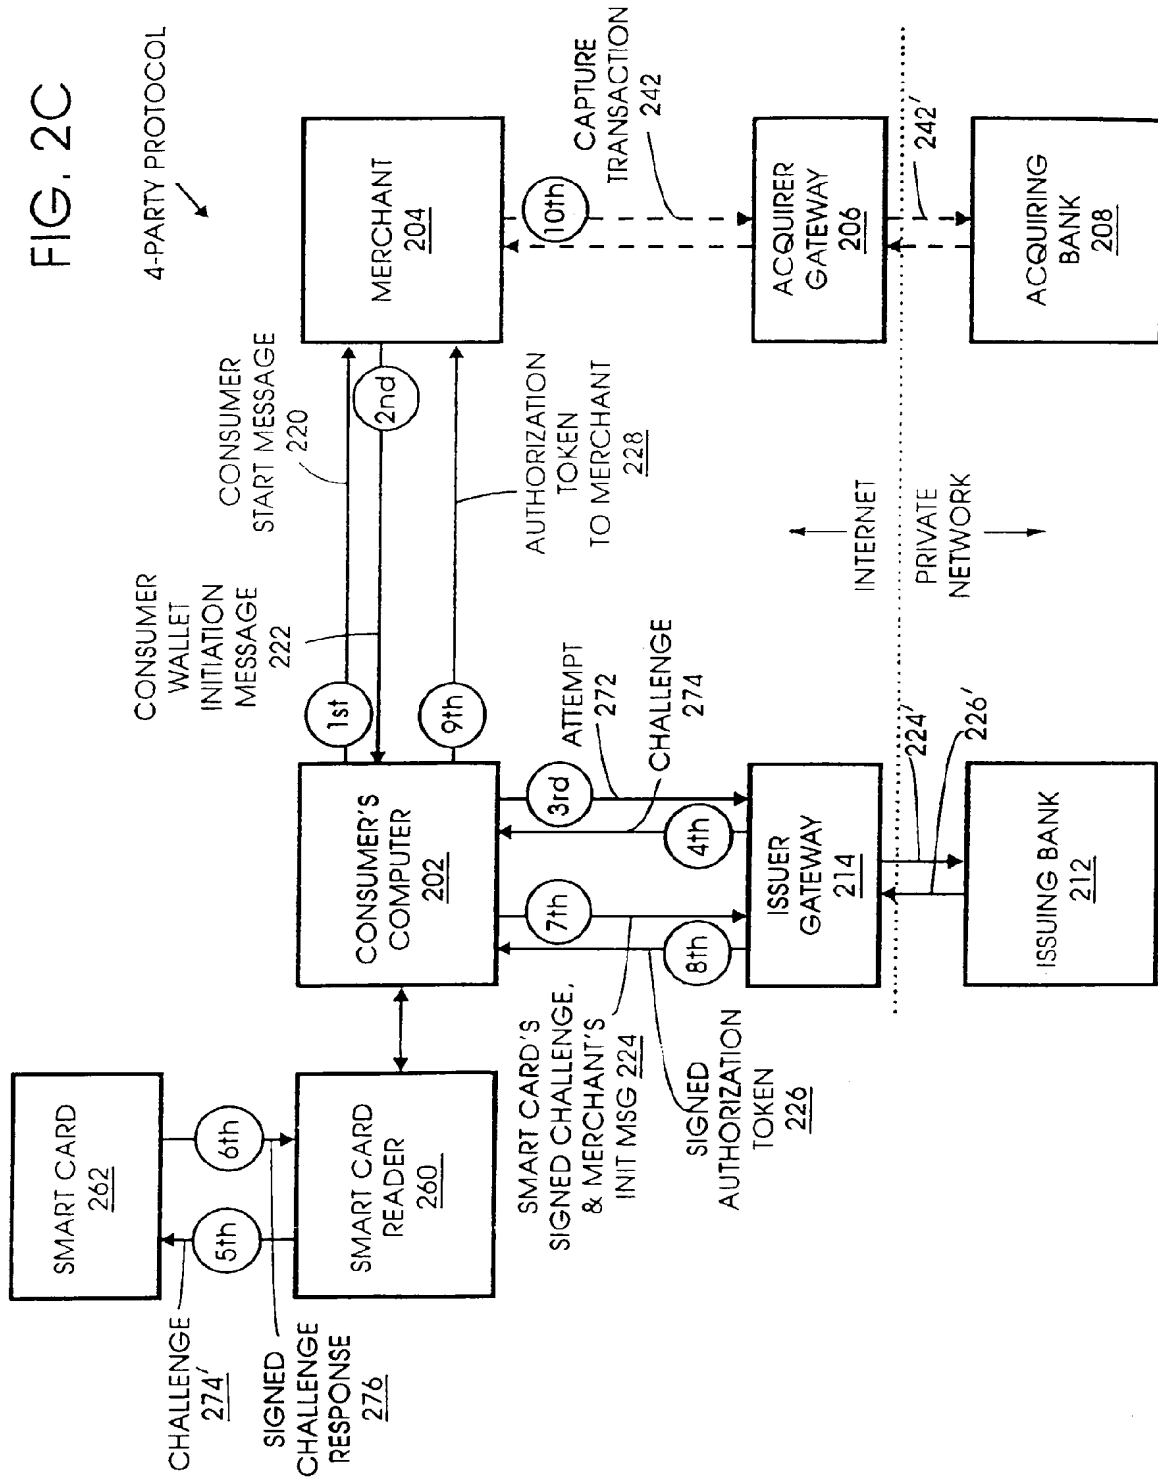 FIG. 2C
4-PARTY PROTOCOL
SMART CARD
262
CHALLENGE
274'
5th
6th
SIGNED
CHALLENGE
RESPONSE
276
SMART CARD
READER
260
CONSUMER
WALLET
INITIATION
MESSAGE
222
CONSUMER
START MESSAGE
220
1st
2nd
9th
CONSUMER'S
COMPUTER
202
MERCHANT
204
AUTHORIZATION
TOKEN
TO MERCHANT
228
SMART CARD'S
SIGNED CHALLENGE,
& MERCHANT'S
INIT MSG 224
7th
8th
SIGNED
AUTHORIZATION
TOKEN
226
3rd
4th
ATTEMPT
272
CHALLENGE
274
10th
CAPTURE
TRANSACTION
242
ISSUER
GATEWAY
214
ACQUIRER
GATEWAY
206
INTERNET
PRIVATE
NETWORK
224'
226'
242'
ISSUING BANK
212
ACQUIRING
BANK
208